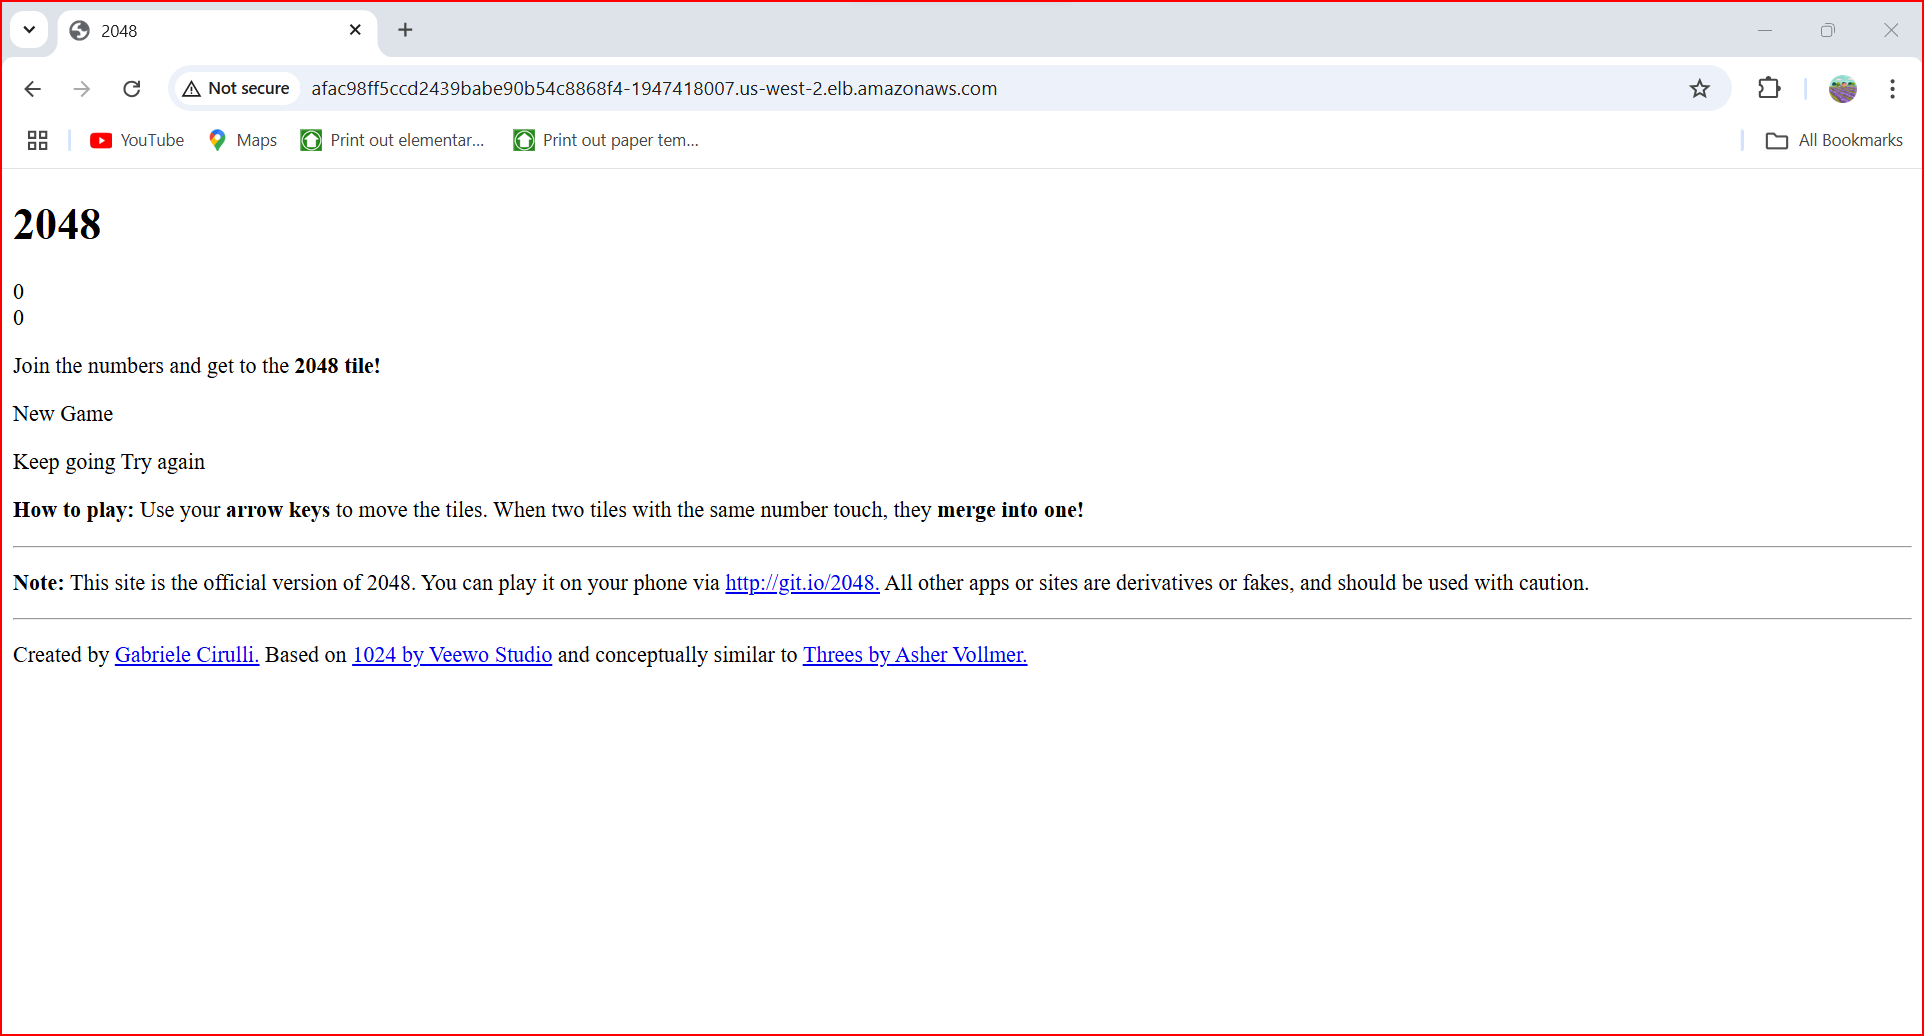 2048
Not secure afac98ff5ccd2439babe90b54c8868f4-1947418007.us-west-2.elb.amazonaws.com
YouTube Maps Print out elementar... Print out paper tem... All Bookmarks
2048
0
0
Join the numbers and get to the 2048 tile!
New Game
Keep going Try again
How to play: Use your arrow keys to move the tiles. When two tiles with the same number touch, they merge into one!
Note: This site is the official version of 2048. You can play it on your phone via http://git.io/2048. All other apps or sites are derivatives or fakes, and should be used with caution.
Created by Gabriele Cirulli. Based on 1024 by Veewo Studio and conceptually similar to Threes by Asher Vollmer.